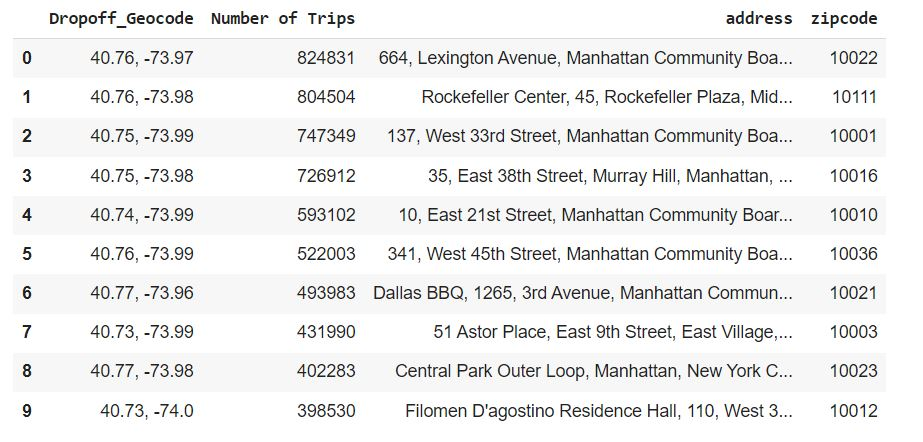 Dropoff_Geocode Number of Trips address zipcode
0 40.76, -73.97 824831 664, Lexington Avenue, Manhattan Community Boa... 10022
1 40.76, -73.98 804504 Rockefeller Center, 45, Rockefeller Plaza, Mid... 10111
2 40.75, -73.99 747349 137, West 33rd Street, Manhattan Community Boa... 10001
3 40.75, -73.98 726912 35, East 38th Street, Murray Hill, Manhattan, ... 10016
4 40.74, -73.99 593102 10, East 21st Street, Manhattan Community Boar... 10010
5 40.76, -73.99 522003 341, West 45th Street, Manhattan Community Boa... 10036
6 40.77, -73.96 493983 Dallas BBQ, 1265, 3rd Avenue, Manhattan Commun... 10021
7 40.73, -73.99 431990 51 Astor Place, East 9th Street, East Village,... 10003
8 40.77, -73.98 402283 Central Park Outer Loop, Manhattan, New York C... 10023
9 40.73, -74.0 398530 Filomen D'agostino Residence Hall, 110, West 3... 10012